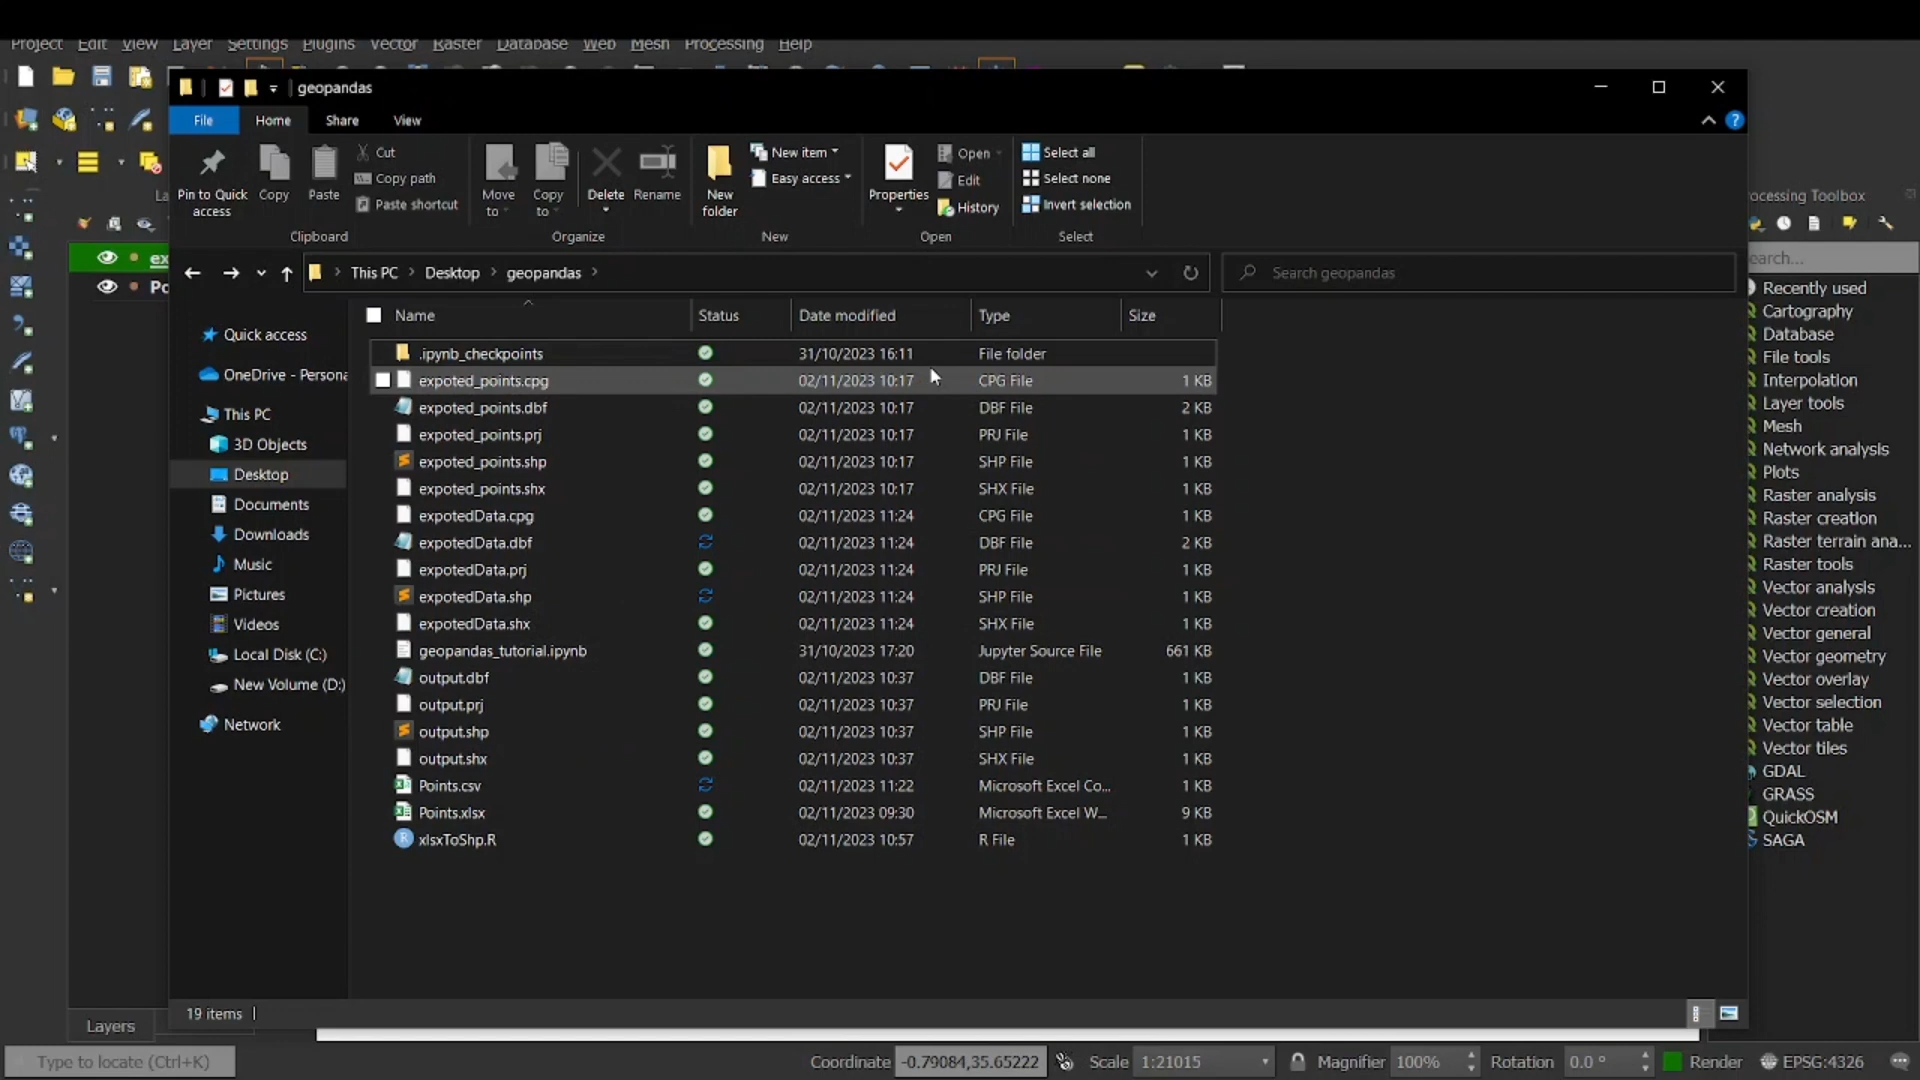 Project Edit View Layer Settings Plugins Vector Raster Database Web Mesh Processing Help
geopandas
File Home Share View
Pin to Quick access
Copy
Paste
Cut
Copy path
Paste shortcut
Move to
Copy to
Delete
Rename
New folder
New item
Easy access
Properties
Open
Edit
History
Select all
Select none
Invert selection
Clipboard Organize New Open Select
This PC Desktop geopandas
Search geopandas
Name Status Date modified Type Size
Quick access
OneDrive - Persona
This PC
3D Objects
Desktop
Documents
Downloads
Music
Pictures
Videos
Local Disk (C:)
New Volume (D:)
Network
.ipynb_checkpoints 31/10/2023 16:11 File folder
expoted_points.cpg 02/11/2023 10:17 CPG File 1 KB
expoted_points.dbf 02/11/2023 10:17 DBF File 2 KB
expoted_points.prj 02/11/2023 10:17 PRJ File 1 KB
expoted_points.shp 02/11/2023 10:17 SHP File 1 KB
expoted_points.shx 02/11/2023 10:17 SHX File 1 KB
expotedData.cpg 02/11/2023 11:24 CPG File 1 KB
expotedData.dbf 02/11/2023 11:24 DBF File 2 KB
expotedData.prj 02/11/2023 11:24 PRJ File 1 KB
expotedData.shp 02/11/2023 11:24 SHP File 1 KB
expotedData.shx 02/11/2023 11:24 SHX File 1 KB
geopandas_tutorial.ipynb 31/10/2023 17:20 Jupyter Source File 661 KB
output.dbf 02/11/2023 10:37 DBF File 1 KB
output.prj 02/11/2023 10:37 PRJ File 1 KB
output.shp 02/11/2023 10:37 SHP File 1 KB
output.shx 02/11/2023 10:37 SHX File 1 KB
Points.csv 02/11/2023 11:22 Microsoft Excel Co... 1 KB
Points.xlsx 02/11/2023 09:30 Microsoft Excel W... 9 KB
xlsxToShp.R 02/11/2023 10:57 R File 1 KB
19 items
La
ex
Po
ocessing Toolbox
earch...
Recently used
Cartography
Database
File tools
Interpolation
Layer tools
Mesh
Network analysis
Plots
Raster analysis
Raster creation
Raster terrain ana...
Raster tools
Vector analysis
Vector creation
Vector general
Vector geometry
Vector overlay
Vector selection
Vector table
Vector tiles
GDAL
GRASS
QuickOSM
SAGA
Layers
Type to locate (Ctrl+K) Coordinate -0.79084,35.65222 Scale 1:21015 Magnifier 100% Rotation 0.0 ° Render EPSG:4326